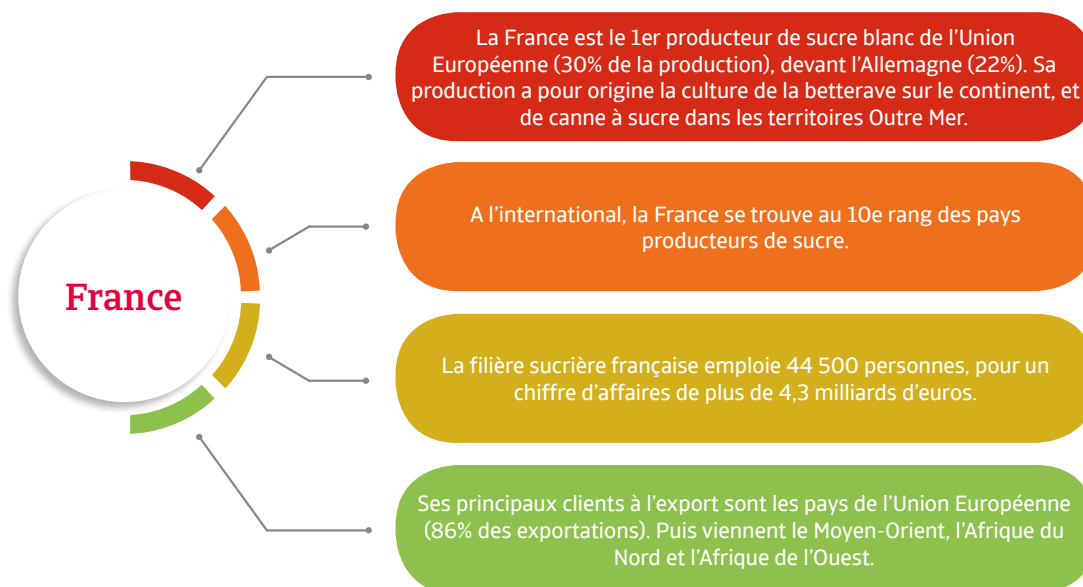 La France est le 1er producteur de sucre blanc de l'Union
Européenne (30% de la production), devant l'Allemagne (22%). Sa
production a pour origine la culture de la betterave sur le continent, et
de canne à sucre dans les territoires Outre Mer.
A l'international, la France se trouve au 10e rang des pays
producteurs de sucre.
France
La filière sucrière française emploie 44 500 personnes, pour un
chiffre d'affaires de plus de 4,3 milliards d'euros.
Ses principaux clients à l'export sont les pays de l'Union Européenne
(86% des exportations). Puis viennent le Moyen-Orient, l'Afrique du
Nord et l'Afrique de l'Ouest.